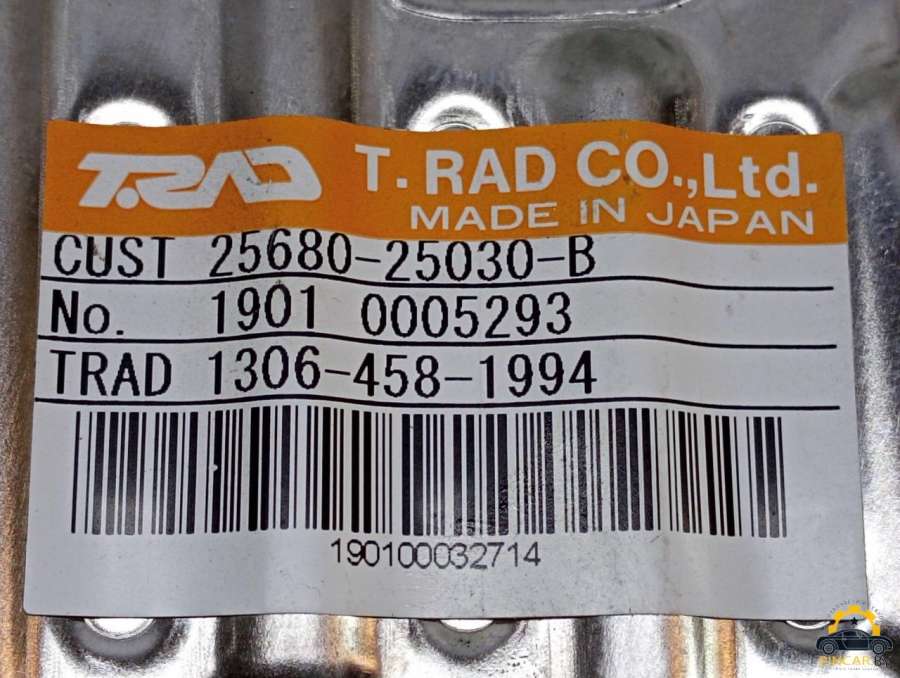 T.RAD T. RAD CO.,Ltd.
MADE IN JAPAN
CUST 25680-25030-B
No. 1901 0005293
TRAD 1306-458-1994
190100032714